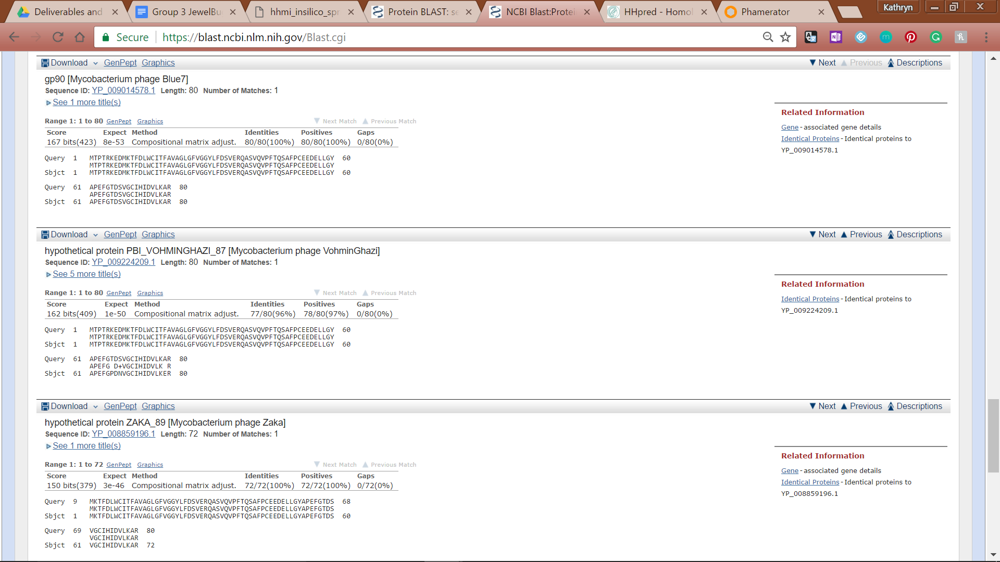 Deliverables and
Group 3 JewelBu
hhmi_insilico_spr
Protein BLAST: se
NCBI Blast:Protei
HHpred - Homol
Phamerator
Kathryn
Secure https://blast.ncbi.nlm.nih.gov/Blast.cgi
Download GenPept Graphics Next Previous Descriptions
gp90 [Mycobacterium phage Blue7]
Sequence ID: YP_009014578.1 Length: 80 Number of Matches: 1
See 1 more title(s)
Related Information
Gene - associated gene details
Identical Proteins - Identical proteins to
YP_009014578.1
Range 1: 1 to 80 GenPept Graphics Next Match Previous Match
Score Expect Method Identities Positives Gaps
167 bits(423) 8e-53 Compositional matrix adjust. 80/80(100%) 80/80(100%) 0/80(0%)
Query 1 MTPTRKEDMKTFDLWCITFAVAGLGFVGGYLFDSVERQASVQVPFTQSAFPCEEDELLGY 60
MTPTRKEDMKTFDLWCITFAVAGLGFVGGYLFDSVERQASVQVPFTQSAFPCEEDELLGY
Sbjct 1 MTPTRKEDMKTFDLWCITFAVAGLGFVGGYLFDSVERQASVQVPFTQSAFPCEEDELLGY 60
Query 61 APEFGTDSVGCIHIDVLKAR 80
APEFGTDSVGCIHIDVLKAR
Sbjct 61 APEFGTDSVGCIHIDVLKAR 80
Download GenPept Graphics Next Previous Descriptions
hypothetical protein PBI_VOHMINGHAZI_87 [Mycobacterium phage VohminGhazi]
Sequence ID: YP_009224209.1 Length: 80 Number of Matches: 1
See 5 more title(s)
Related Information
Identical Proteins - Identical proteins to
YP_009224209.1
Range 1: 1 to 80 GenPept Graphics Next Match Previous Match
Score Expect Method Identities Positives Gaps
162 bits(409) 1e-50 Compositional matrix adjust. 77/80(96%) 78/80(97%) 0/80(0%)
Query 1 MTPTRKEDMKTFDLWCITFAVAGLGFVGGYLFDSVERQASVQVPFTQSAFPCEEDELLGY 60
MTPTRKEDMKTFDLWCITFAVAGLGFVGGYLFDSVERQASVQVPFTQSAFPCEEDELLGY
Sbjct 1 MTPTRKEDMKTFDLWCITFAVAGLGFVGGYLFDSVERQASVQVPFTQSAFPCEEDELLGY 60
Query 61 APEFGTDSVGCIHIDVLKAR 80
APEFG D+VGCIHIDVLK R
Sbjct 61 APEFGPDNVGCIHIDVLKER 80
Download GenPept Graphics Next Previous Descriptions
hypothetical protein ZAKA_89 [Mycobacterium phage Zaka]
Sequence ID: YP_008859196.1 Length: 72 Number of Matches: 1
See 1 more title(s)
Related Information
Gene - associated gene details
Identical Proteins - Identical proteins to
YP_008859196.1
Range 1: 1 to 72 GenPept Graphics Next Match Previous Match
Score Expect Method Identities Positives Gaps
150 bits(379) 3e-46 Compositional matrix adjust. 72/72(100%) 72/72(100%) 0/72(0%)
Query 9 MKTFDLWCITFAVAGLGFVGGYLFDSVERQASVQVPFTQSAFPCEEDELLGYAPEFGTDS 68
MKTFDLWCITFAVAGLGFVGGYLFDSVERQASVQVPFTQSAFPCEEDELLGYAPEFGTDS
Sbjct 1 MKTFDLWCITFAVAGLGFVGGYLFDSVERQASVQVPFTQSAFPCEEDELLGYAPEFGTDS 60
Query 69 VGCIHIDVLKAR 80
VGCIHIDVLKAR
Sbjct 61 VGCIHIDVLKAR 72